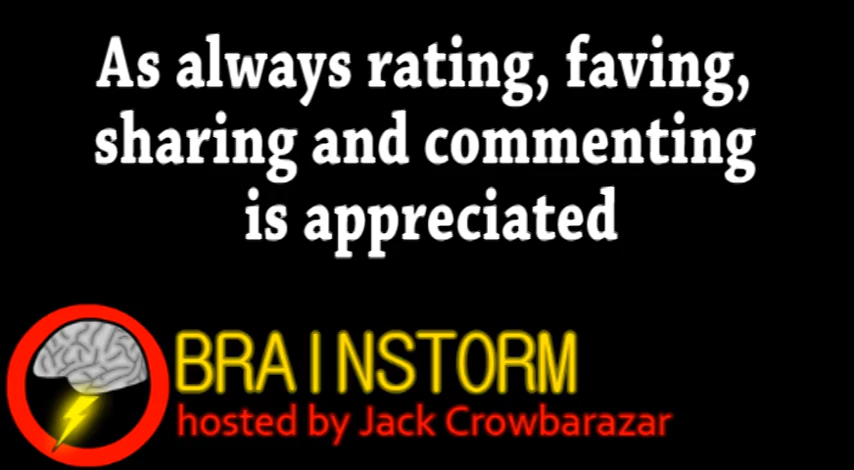 As always rating, faving,
sharing and commenting
is appreciated
BRAINSTORM
hosted by Jack Crowbarazar